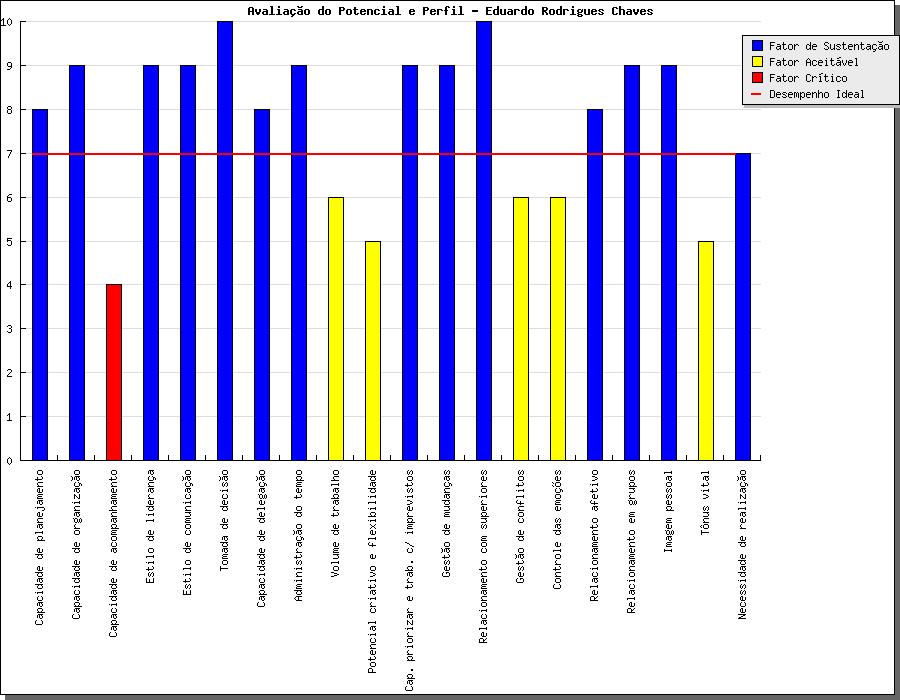 Avaliação do Potencial e Perfil - Eduardo Rodrigues Chaves
Fator de Sustentação
Fator Aceitável
Fator Crítico
Desempenho Ideal
10
9
8
7
6
5
4
3
2
1
0
Capacidade de planejamento
Capacidade de organização
Capacidade de acompanhamento
Estilo de liderança
Estilo de comunicação
Tomada de decisão
Capacidade de delegação
Administração do tempo
Volume de trabalho
Potencial criativo e flexibilidade
Cap. priorizar e trab. c/ imprevistos
Gestão de mudanças
Relacionamento com superiores
Gestão de conflitos
Controle das emoções
Relacionamento afetivo
Relacionamento em grupos
Imagem pessoal
Tônus vital
Necessidade de realização